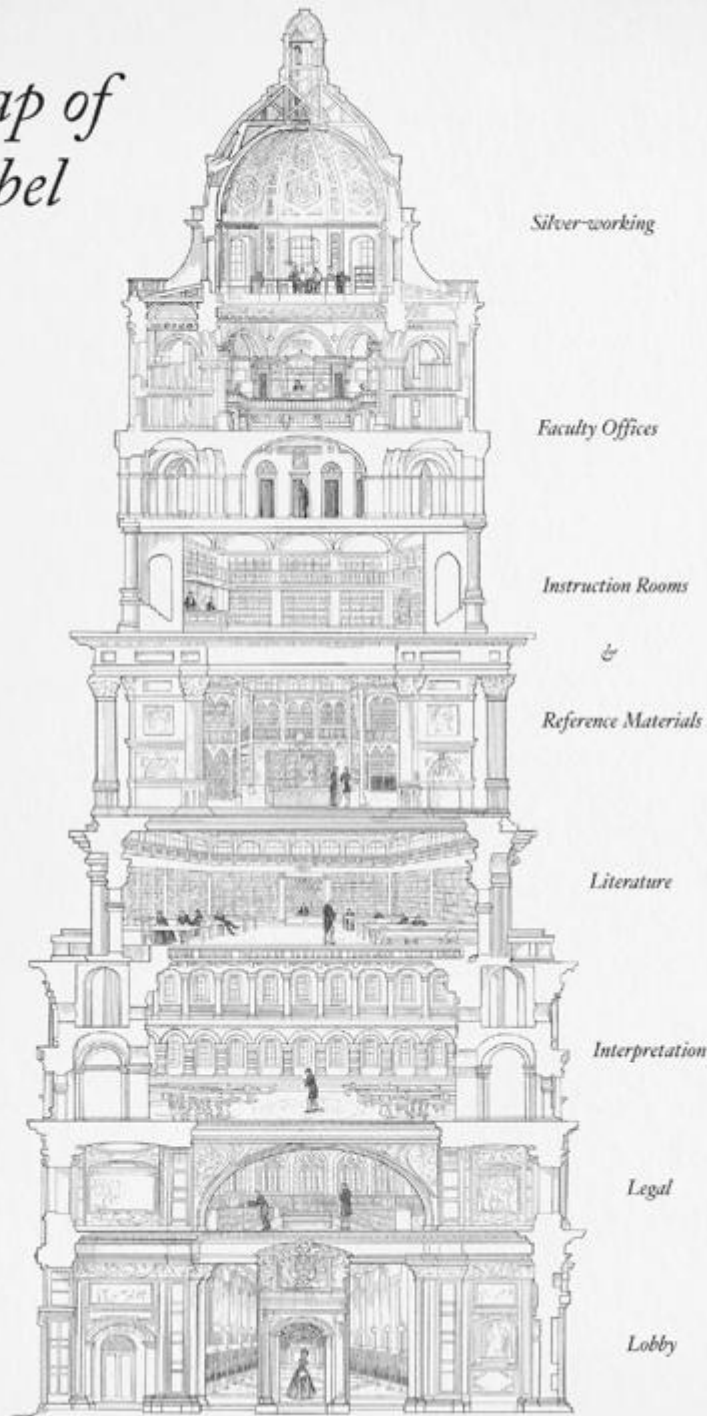 ap of
bel
Silver-working
Faculty Offices
Instruction Rooms
&
Reference Materials
Literature
Interpretation
Legal
Lobby